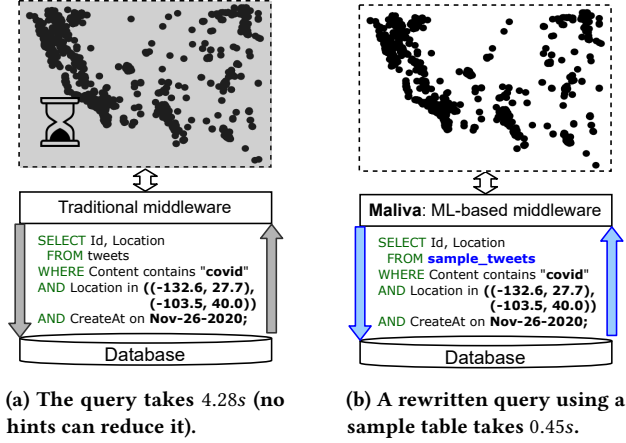 Traditional middleware
SELECT Id, Location
FROM tweets
WHERE Content contains "covid"
AND Location in ((-132.6, 27.7),
(-103.5, 40.0))
AND CreateAt on Nov-26-2020;
Database
(a) The query takes 4.28s (no
hints can reduce it).
Maliva: ML-based middleware
SELECT Id, Location
FROM sample_tweets
WHERE Content contains "covid"
AND Location in ((-132.6, 27.7),
(-103.5, 40.0))
AND CreateAt on Nov-26-2020;
Database
(b) A rewritten query using a
sample table takes 0.45s.